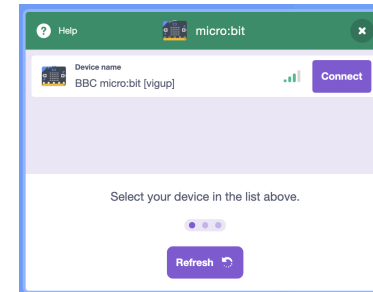 ? Help micro:bit
Device name
BBC micro:bit [vigup]
Connect
Select your device in the list above.
Refresh